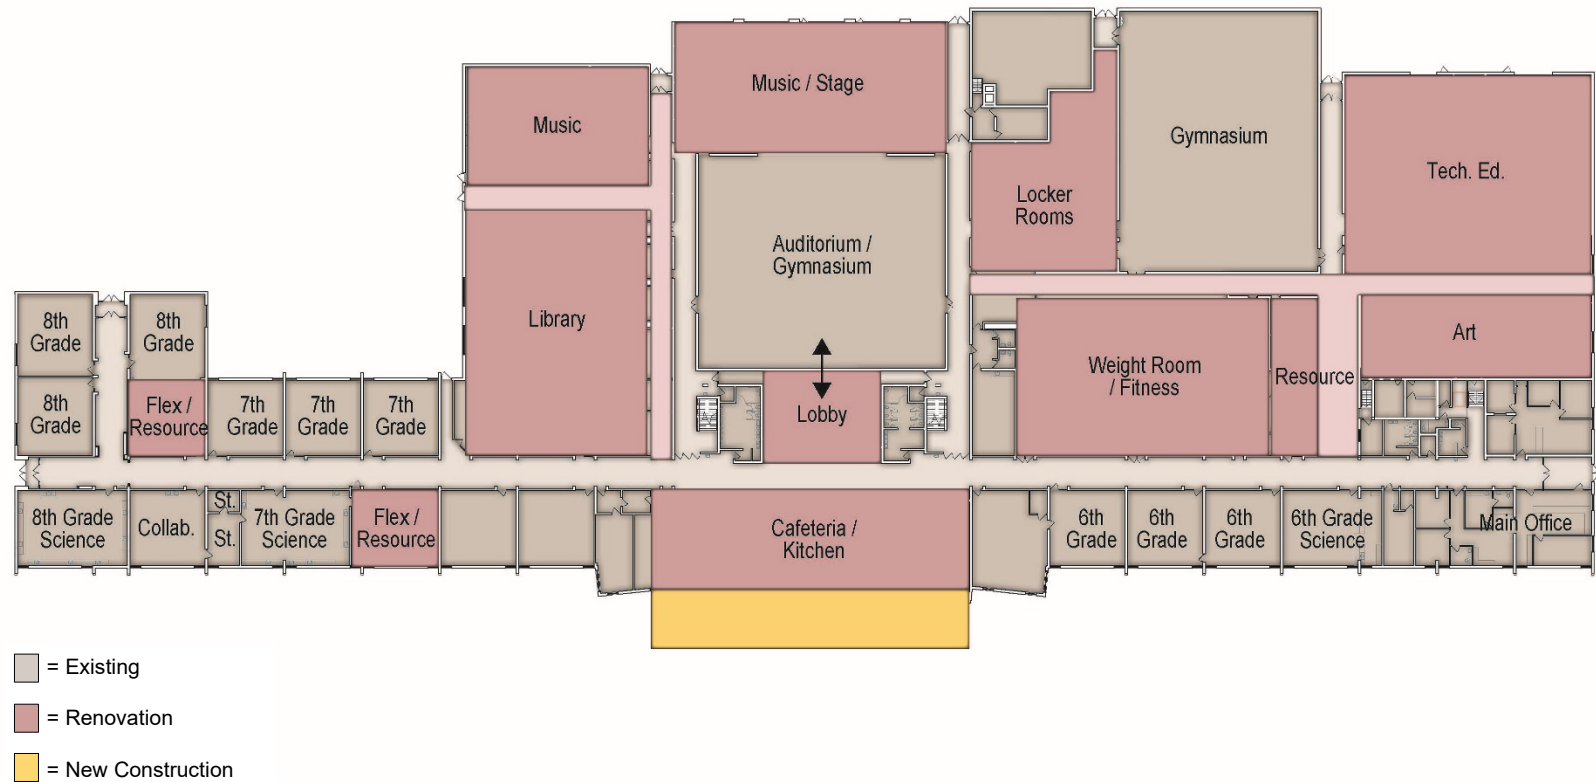 Music / Stage
Music
Gymnasium
Tech. Ed.
Locker
Rooms
Auditorium /
Gymnasium
Library
8th
Grade
8th
Grade
Art
Weight Room
/ Fitness
Resource
8th
Grade
Flex /
Resource
7th
Grade
7th
Grade
7th
Grade
Lobby
8th Grade
Science
Collab.
St.
St.
7th Grade
Science
Flex /
Resource
Cafeteria /
Kitchen
6th
Grade
6th
Grade
6th
Grade
6th Grade
Science
Main Office
= Existing
= Renovation
= New Construction